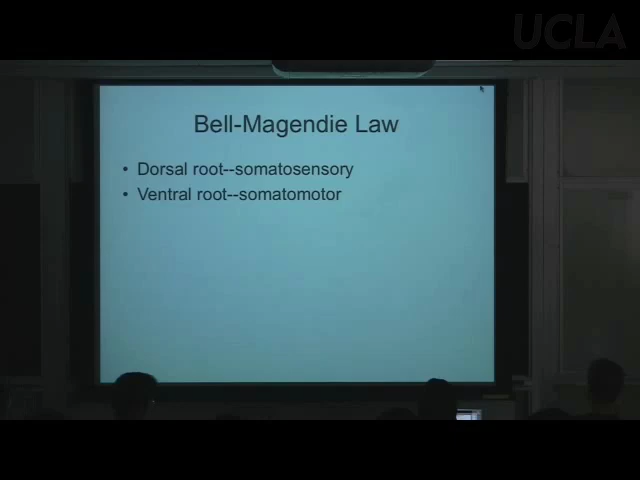 UCLA
Bell-Magendie Law
• Dorsal root--somatosensory
• Ventral root--somatomotor